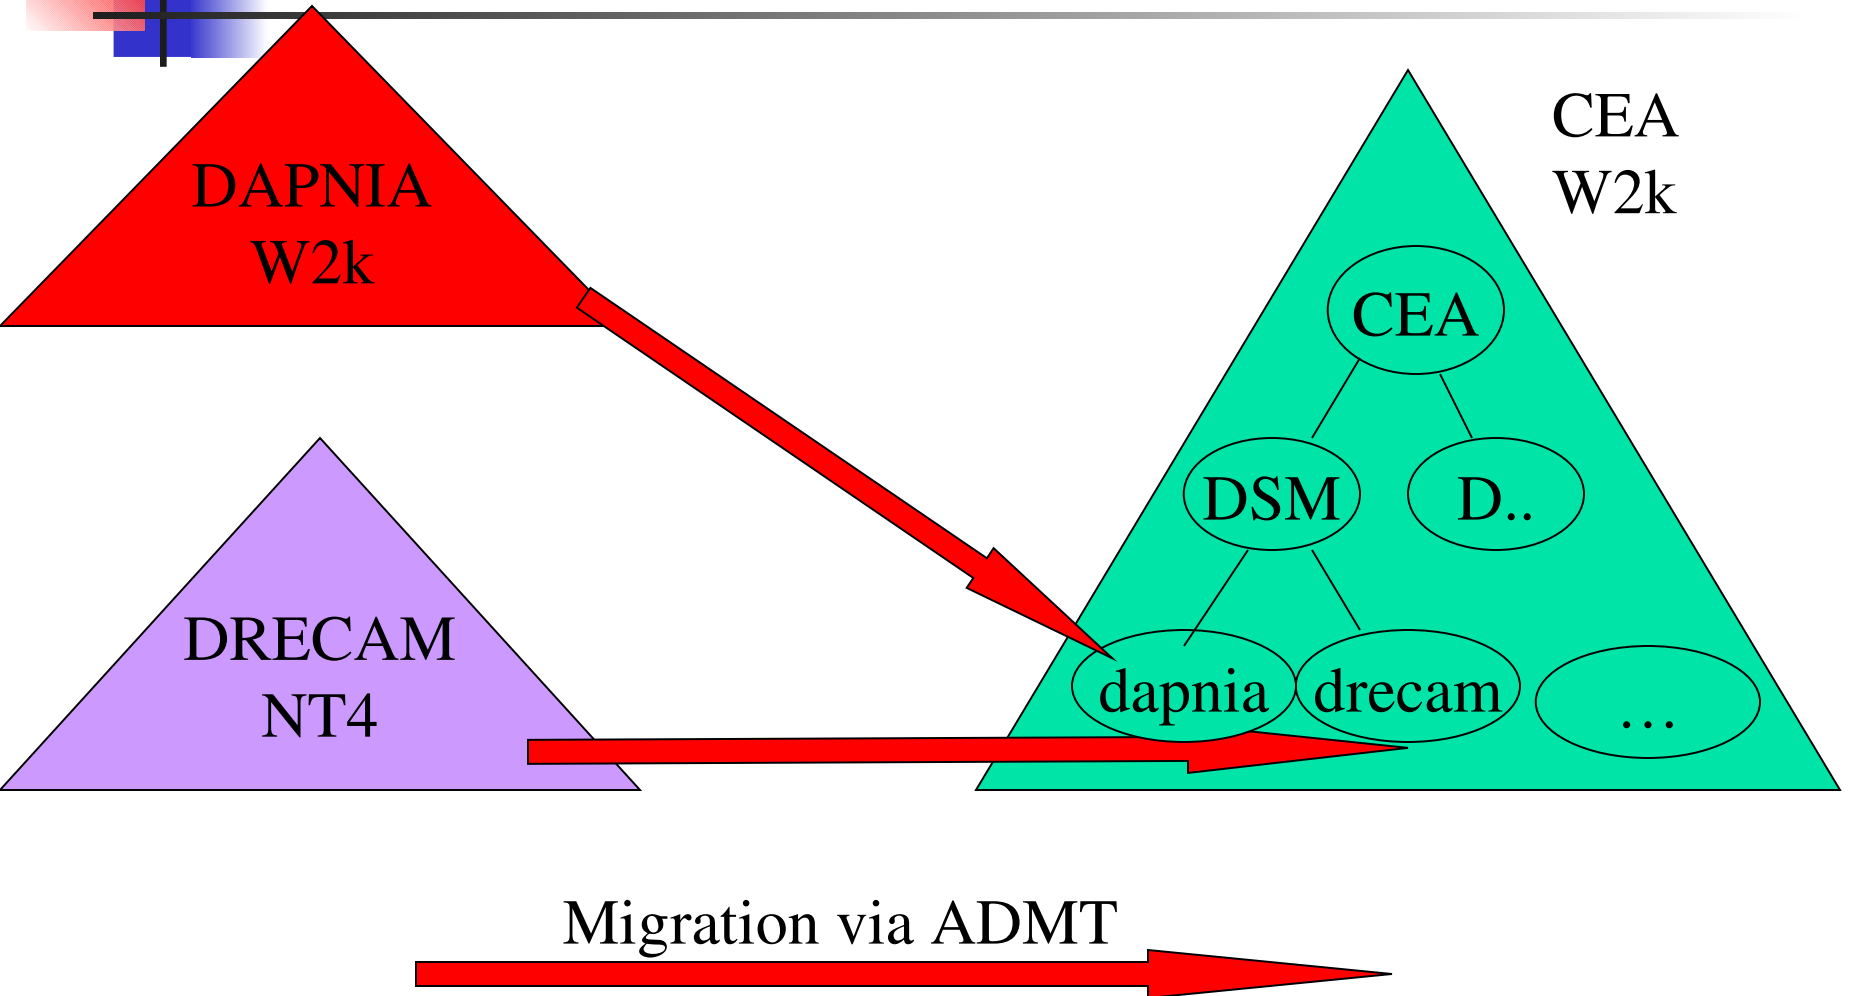 DAPNIA
W2k
CEA
W2k
CEA
DSM
D..
DRECAM
NT4
dapnia
drecam
…
Migration via ADMT